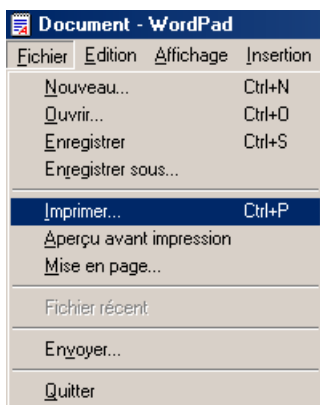 Document - WordPad
Fichier Edition Affichage Insertion
Nouveau... Ctrl+N
Ouvrir... Ctrl+O
Enregistrer Ctrl+S
Enregistrer sous...
Imprimer... Ctrl+P
Aperçu avant impression
Mise en page...
Fichier récent
Envoyer...
Quitter